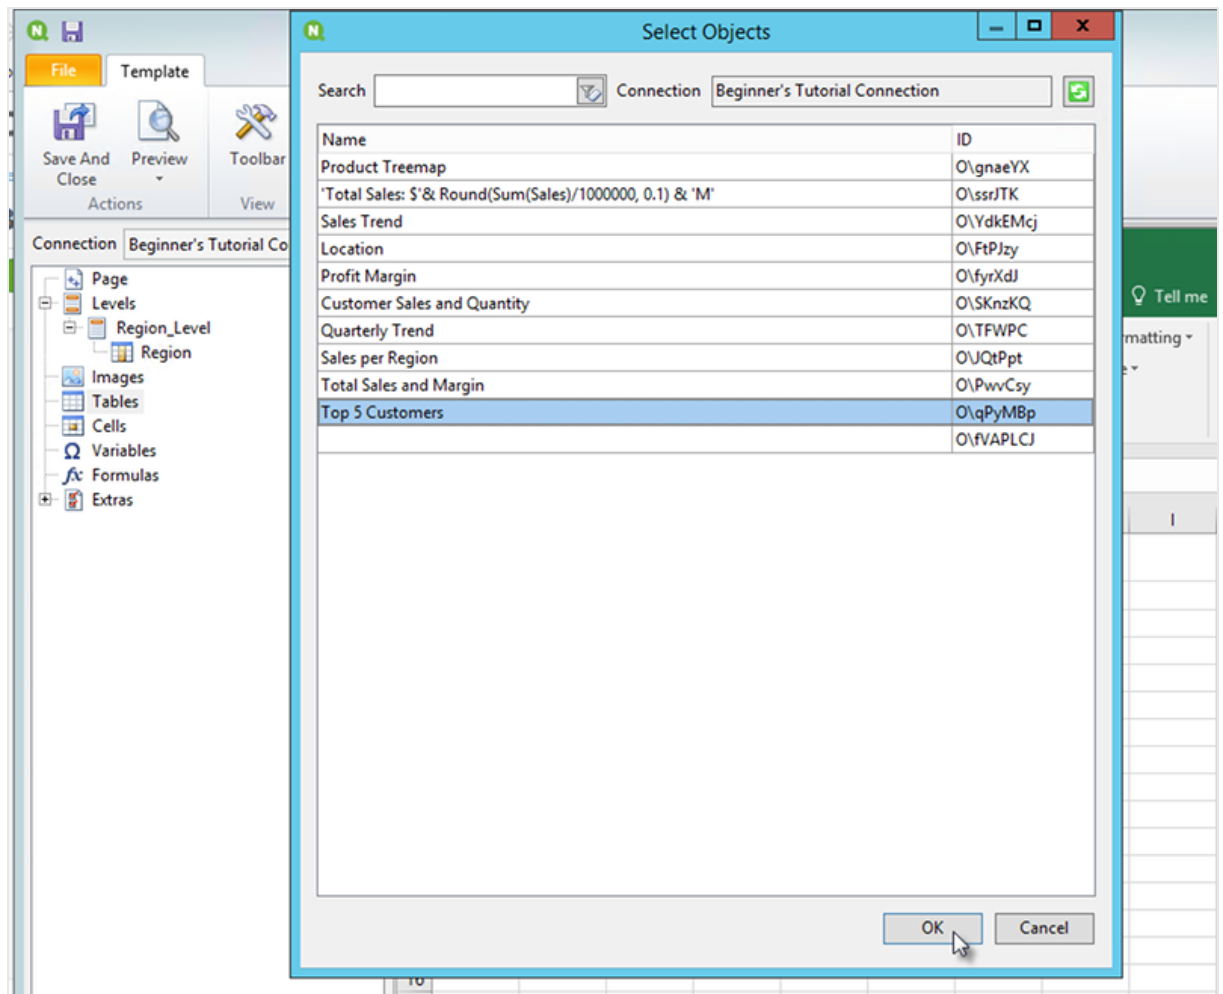 Select Objects
File
Template
Save And
Close
Preview
Toolbar
Actions
View
Connection Beginner's Tutorial Co
Page
Levels
Region_Level
Region
Images
Tables
Cells
Variables
Formulas
Extras
Search
Connection Beginner's Tutorial Connection
Name ID
Product Treemap O\gnaeYX
'Total Sales: $'& Round(Sum(Sales)/1000000, 0.1) & 'M' O\ssrJTK
Sales Trend O\YdkEMcj
Location O\FtPJzy
Profit Margin O\fyrXdJ
Customer Sales and Quantity O\SKnzKQ
Quarterly Trend O\TFWPC
Sales per Region O\JQtPpt
Total Sales and Margin O\PwvCsy
Top 5 Customers O\qPyMBp
O\fVAPLCJ
OK
Cancel
Tell me
matting
I